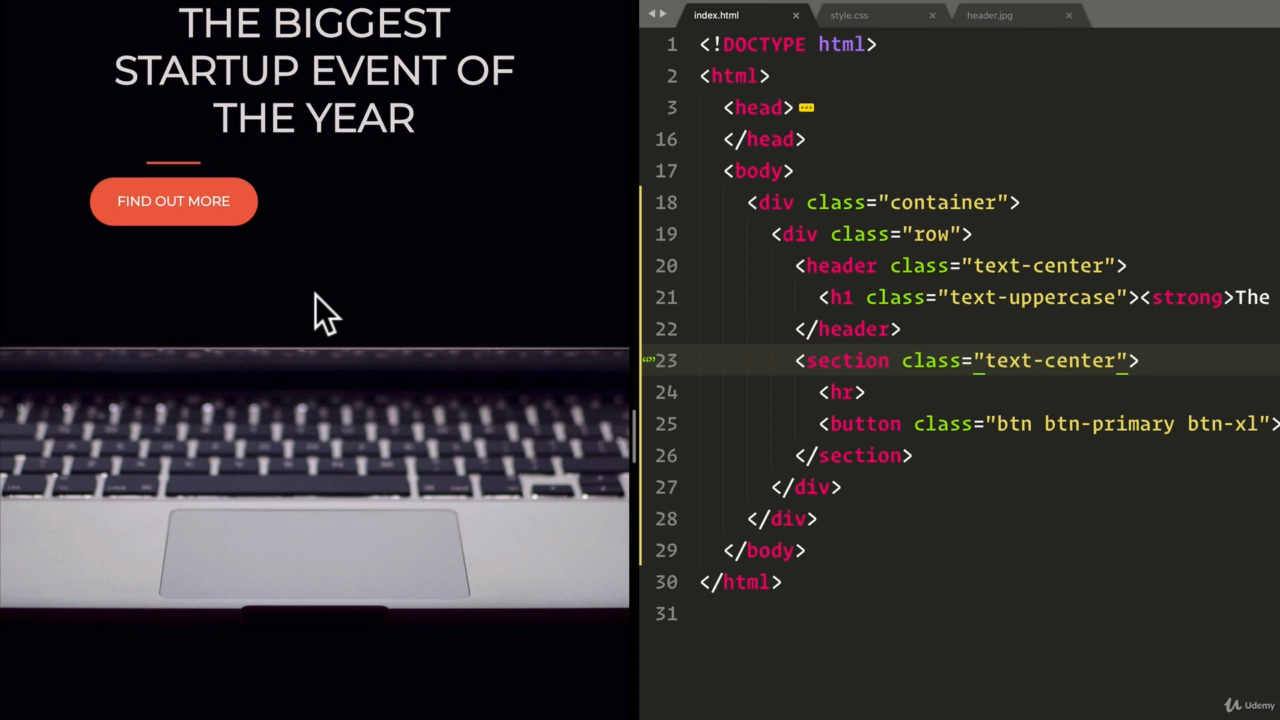 THE BIGGEST
STARTUP EVENT OF
THE YEAR
FIND OUT MORE
index.html × style.css × header.jpg ×
1 <!DOCTYPE html>
2 <html>
3 <head>
16 </head>
17 <body>
18 <div class="container">
19 <div class="row">
20 <header class="text-center">
21 <h1 class="text-uppercase"><strong>The
22 </header>
23 <section class="text-center">
24 <hr>
25 <button class="btn btn-primary btn-xl">
26 </section>
27 </div>
28 </div>
29 </body>
30 </html>
31
Udemy